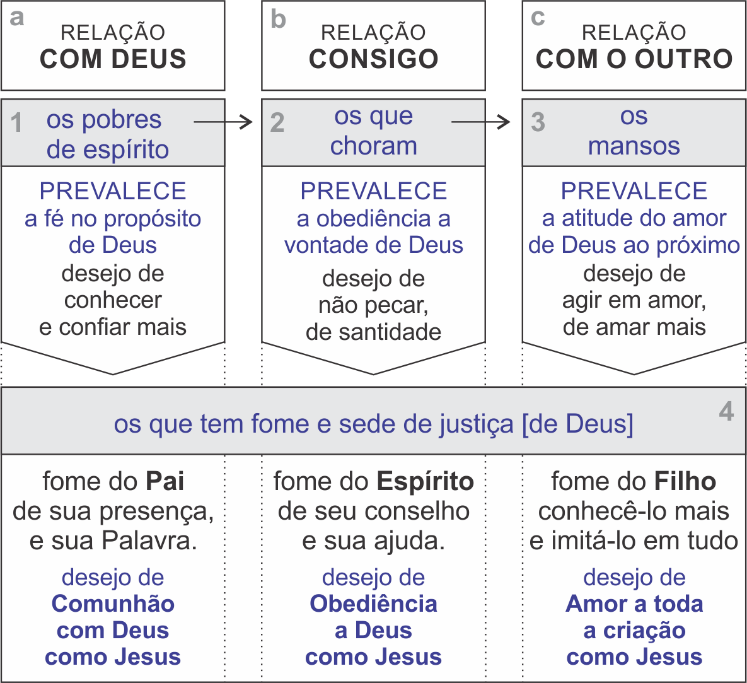 a
RELAÇÃO
COM DEUS
b
RELAÇÃO
CONSIGO
c
RELAÇÃO
COM O OUTRO
1
os pobres
de espírito
2
os que
choram
3
os
mansos
PREVALECE
a fé no propósito
de Deus
desejo de
conhecer
e confiar mais
PREVALECE
a obediência a
vontade de Deus
desejo de
não pecar,
de santidade
PREVALECE
a atitude do amor
de Deus ao próximo
desejo de
agir em amor,
de amar mais
4
os que tem fome e sede de justiça [de Deus]
fome do Pai
de sua presença,
e sua Palavra.
desejo de
Comunhão
com Deus
como Jesus
fome do Espírito
de seu conselho
e sua ajuda.
desejo de
Obediência
a Deus
como Jesus
fome do Filho
conhecê-lo mais
e imitá-lo em tudo
desejo de
Amor a toda
a criação
como Jesus